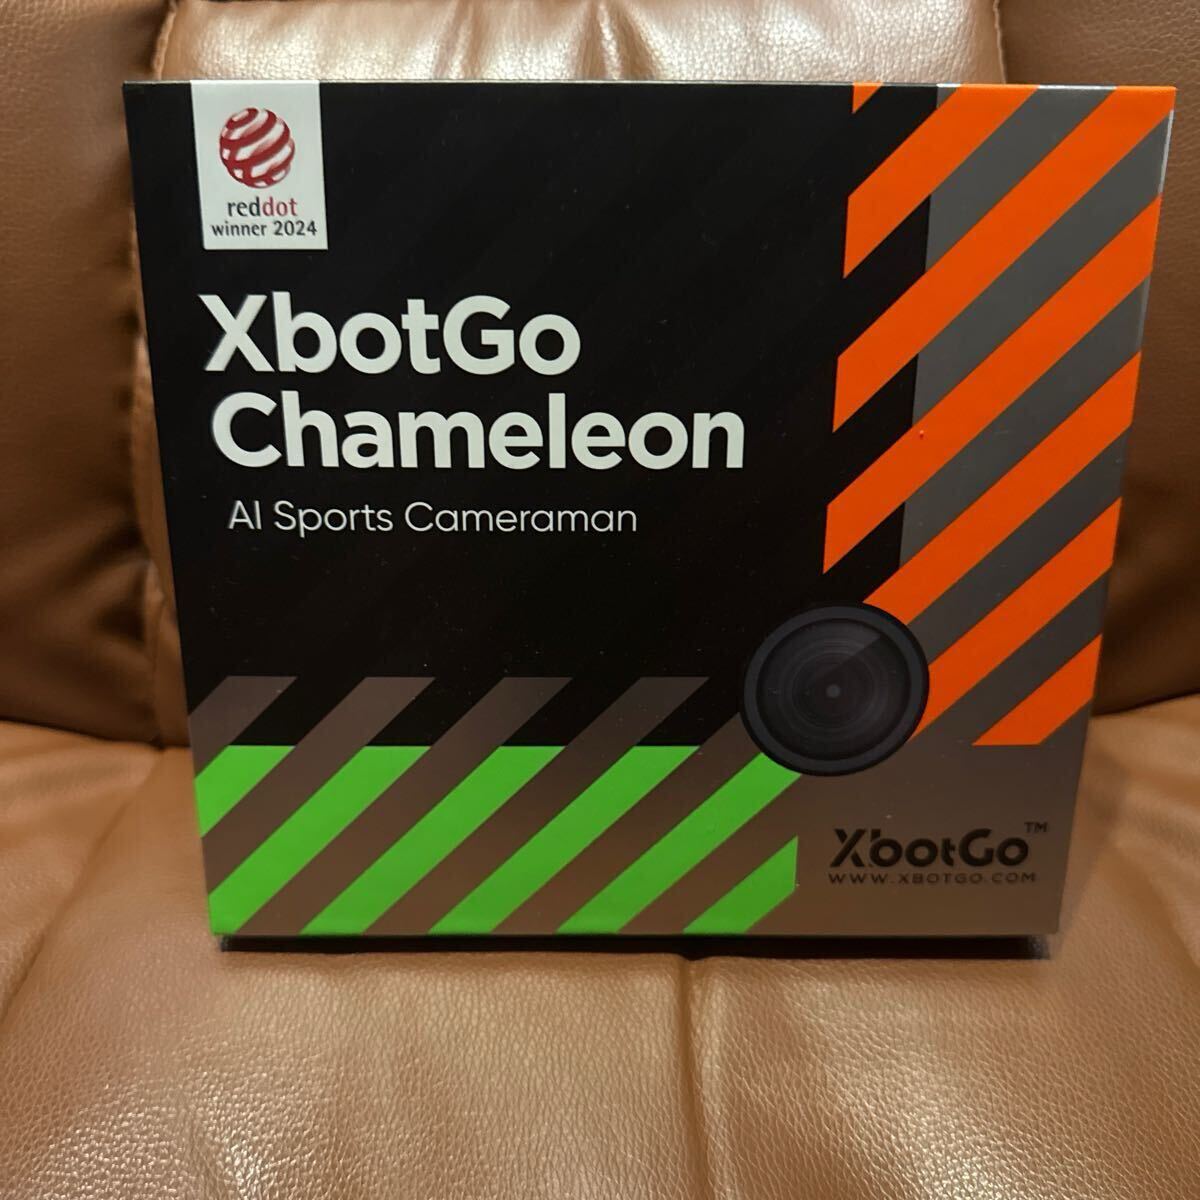 reddot
winner 2024
XbotGo
Chameleon
AI Sports Cameraman
XbotGo™
WWW.XBOTGO.COM